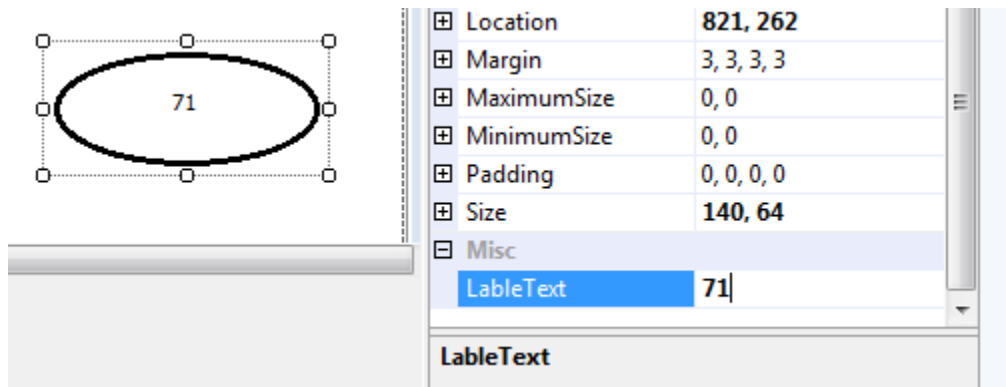 71
Location 821, 262
Margin 3, 3, 3, 3
MaximumSize 0, 0
MinimumSize 0, 0
Padding 0, 0, 0, 0
Size 140, 64
Misc
LableText 71
LableText